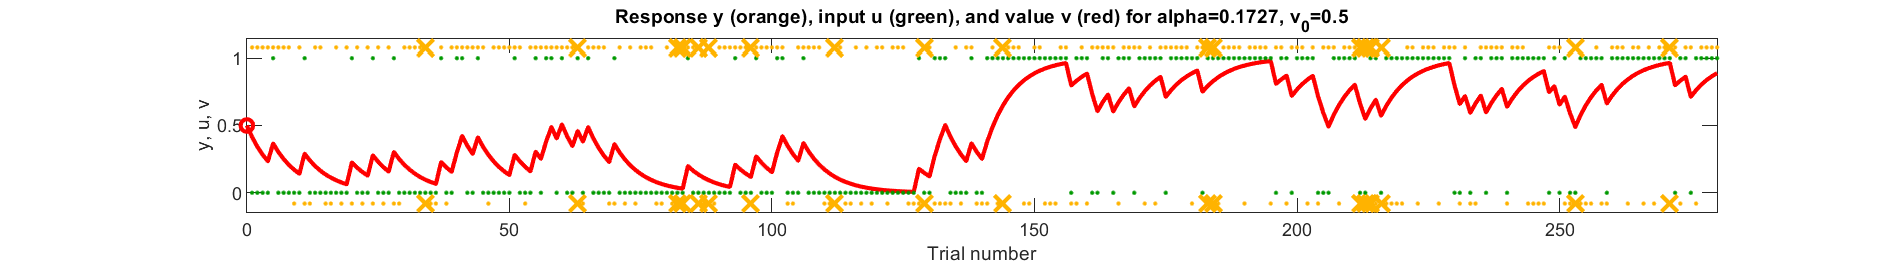 Response y (orange), input u (green), and value v (red) for alpha=0.1727, v0=0.5
y, u, v
1
0.5
0
0 50 100 150 200 250
Trial number